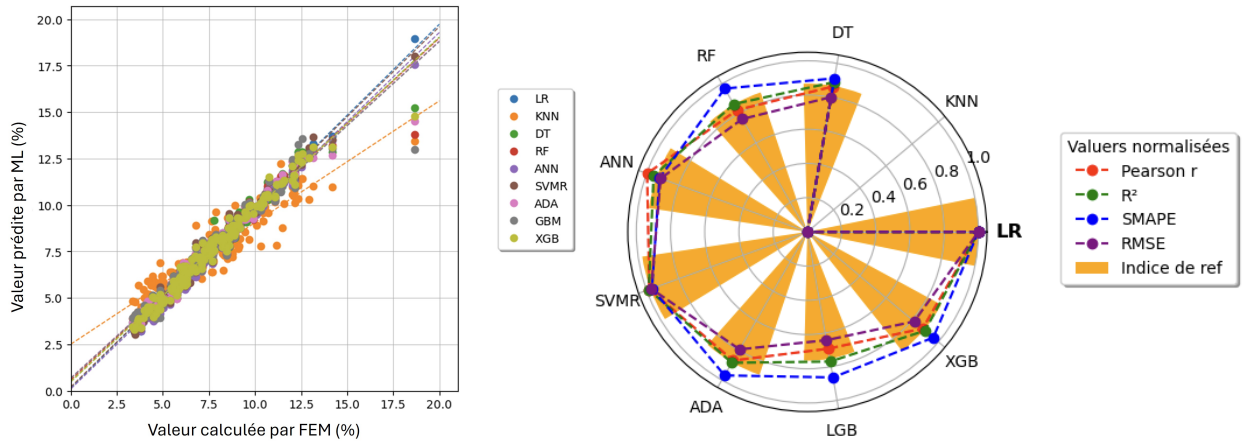 20.0
17.5
15.0
12.5
10.0
7.5
5.0
2.5
0.0
0.0 2.5 5.0 7.5 10.0 12.5 15.0 17.5 20.0
Valeur prédite par ML (%)
Valeur calculée par FEM (%)
LR
KNN
DT
RF
ANN
SVMR
ADA
GBM
XGB
DT
RF
KNN
ANN
1.0
0.8
0.6
0.4
0.2
LR
SVMR
XGB
ADA
LGB
Valuers normalisées
Pearson r
R²
SMAPE
RMSE
Indice de ref